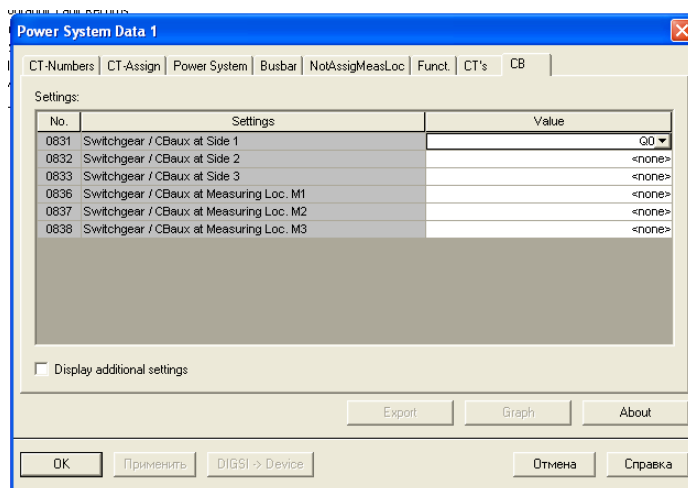 Power System Data 1
CT-Numbers CT-Assign Power System Busbar NotAssigMeasLoc Funct. CT's CB
Settings:
No. Settings Value
0831 Switchgear / CBaux at Side 1 Q0
0832 Switchgear / CBaux at Side 2 <none>
0833 Switchgear / CBaux at Side 3 <none>
0836 Switchgear / CBaux at Measuring Loc. M1 <none>
0837 Switchgear / CBaux at Measuring Loc. M2 <none>
0838 Switchgear / CBaux at Measuring Loc. M3 <none>
Display additional settings
Export Graph About
OK Применить DIGSI -> Device Отмена Справка